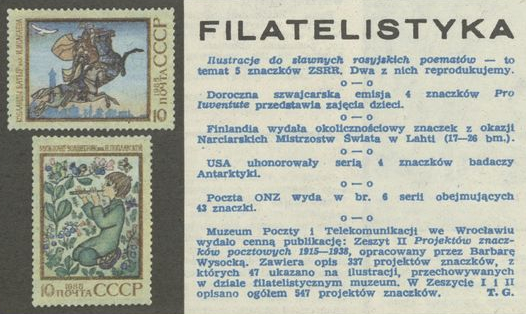 FILATELISTYKA
Ilustracje do sławnych rosyjskich poematów — to
temat 5 znaczków ZSRR. Dwa z nich reprodukujemy.
o—o
Doroczna szwajcarska emisja 4 znaczków Pro
Iuventute przedstawia zajęcia dzieci.
o—o
Finlandia wydała okolicznościowy znaczek z okazji
Narciarskich Mistrzostw Świata w Lahti (17—26 bm.).
o—o
USA uhonorowały serią 4 znaczków badaczy
Antarktyki.
o—o
Poczta ONZ wyda w br. 6 serii obejmujących
43 znaczki.
o—o
Muzeum Poczty i Telekomunikacji we Wrocławiu
wydało cenną publikację: Zeszyt II Projektów znacz-
ków pocztowych 1915—1938, opracowany przez Barbarę
Wysocką. Zawiera opis 337 projektów znaczków, z
których 47 ukazano na ilustracji, przechowywanych
w dziale filatelistycznym muzeum. W Zeszycie I i II
opisano ogółem 547 projektów znaczków. T. G.
10 ПОЧТА СССР
1988
10 ПОЧТА СССР
1988